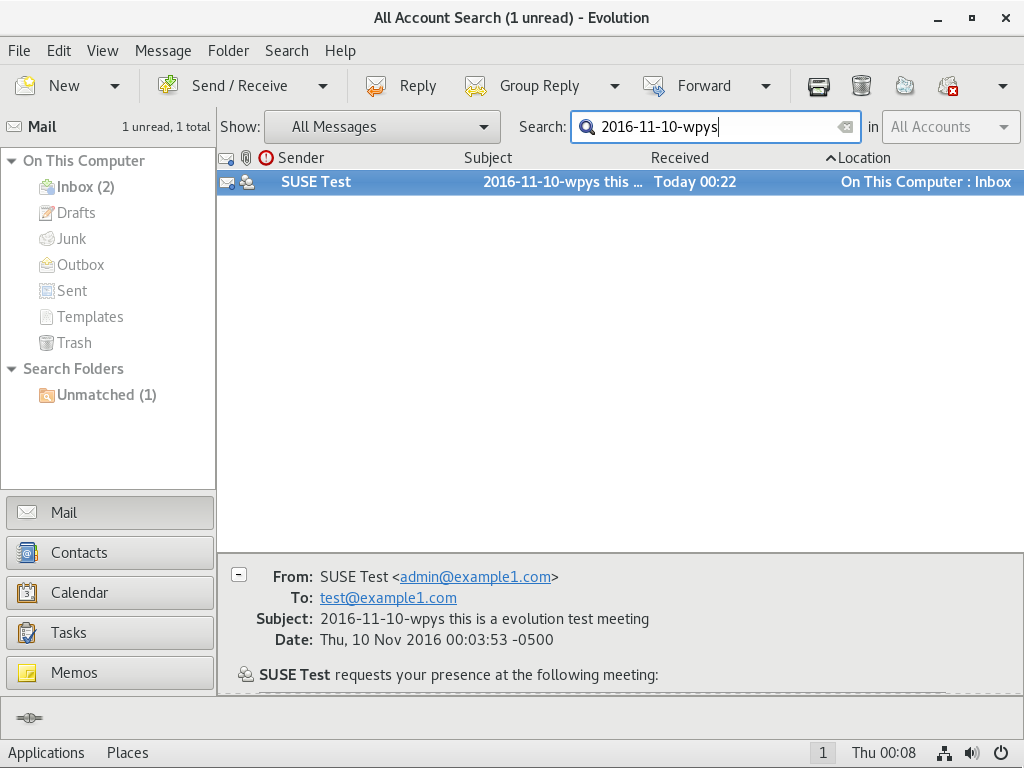 All Account Search (1 unread) - Evolution
File Edit View Message Folder Search Help
New Send / Receive Reply Group Reply Forward
Mail 1 unread, 1 total Show: All Messages Search: 2016-11-10-wpys in All Accounts
Sender Subject Received Location
On This Computer
SUSE Test 2016-11-10-wpys this ... Today 00:22 On This Computer : Inbox
Inbox (2)
Drafts
Junk
Outbox
Sent
Templates
Trash
Search Folders
Unmatched (1)
Mail
Contacts
Calendar
Tasks
Memos
From: SUSE Test <admin@example1.com>
To: test@example1.com
Subject: 2016-11-10-wpys this is a evolution test meeting
Date: Thu, 10 Nov 2016 00:03:53 -0500
SUSE Test requests your presence at the following meeting:
Applications Places 1 Thu 00:08